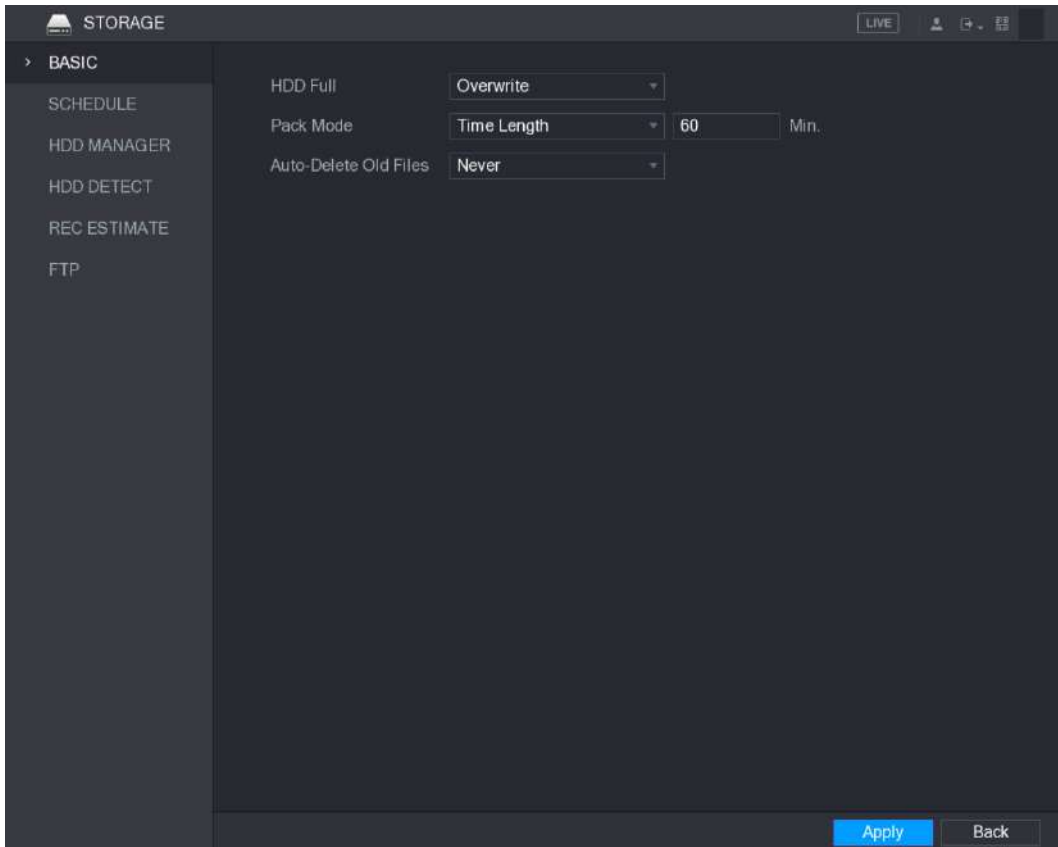 STORAGE LIVE
BASIC
SCHEDULE
HDD MANAGER
HDD DETECT
REC ESTIMATE
FTP
HDD Full Overwrite
Pack Mode Time Length 60 Min.
Auto-Delete Old Files Never
Apply Back